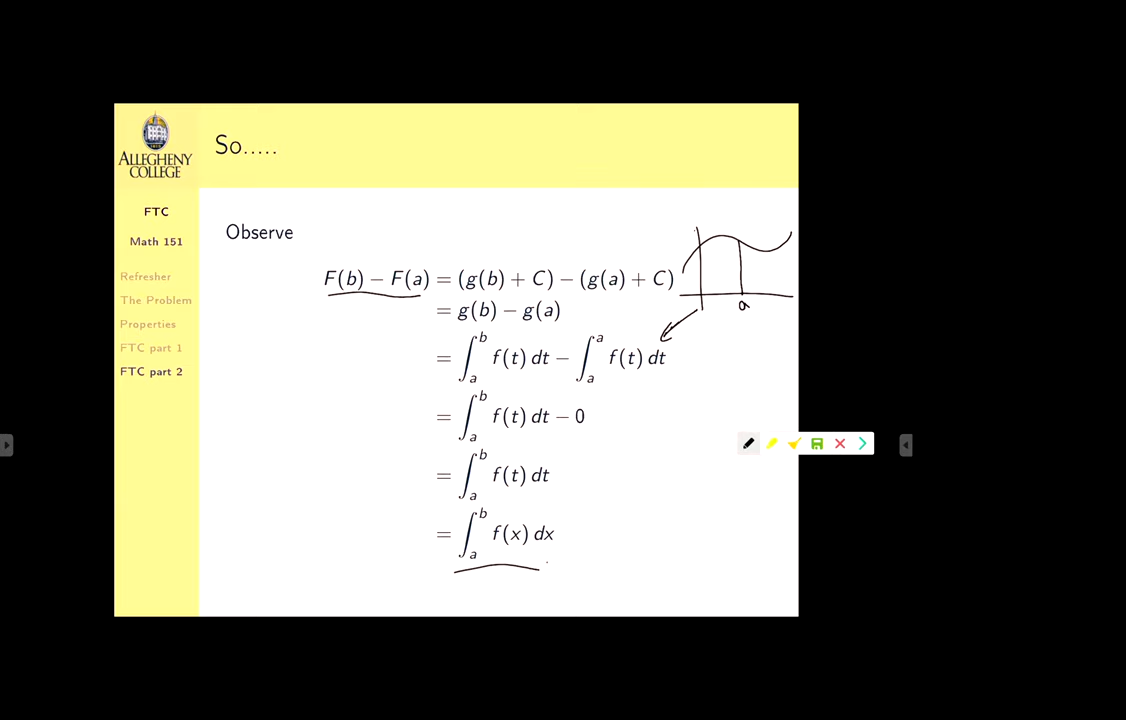 ALLEGHENY
COLLEGE
So.....
FTC
Math 151
Refresher
The Problem
Properties
FTC part 1
FTC part 2
Observe
F(b) − F(a) = (g(b) + C) − (g(a) + C)
= g(b) − g(a)
= ∫_a^b f(t) dt − ∫_a^a f(t) dt
= ∫_a^b f(t) dt − 0
= ∫_a^b f(t) dt
= ∫_a^b f(x) dx
a